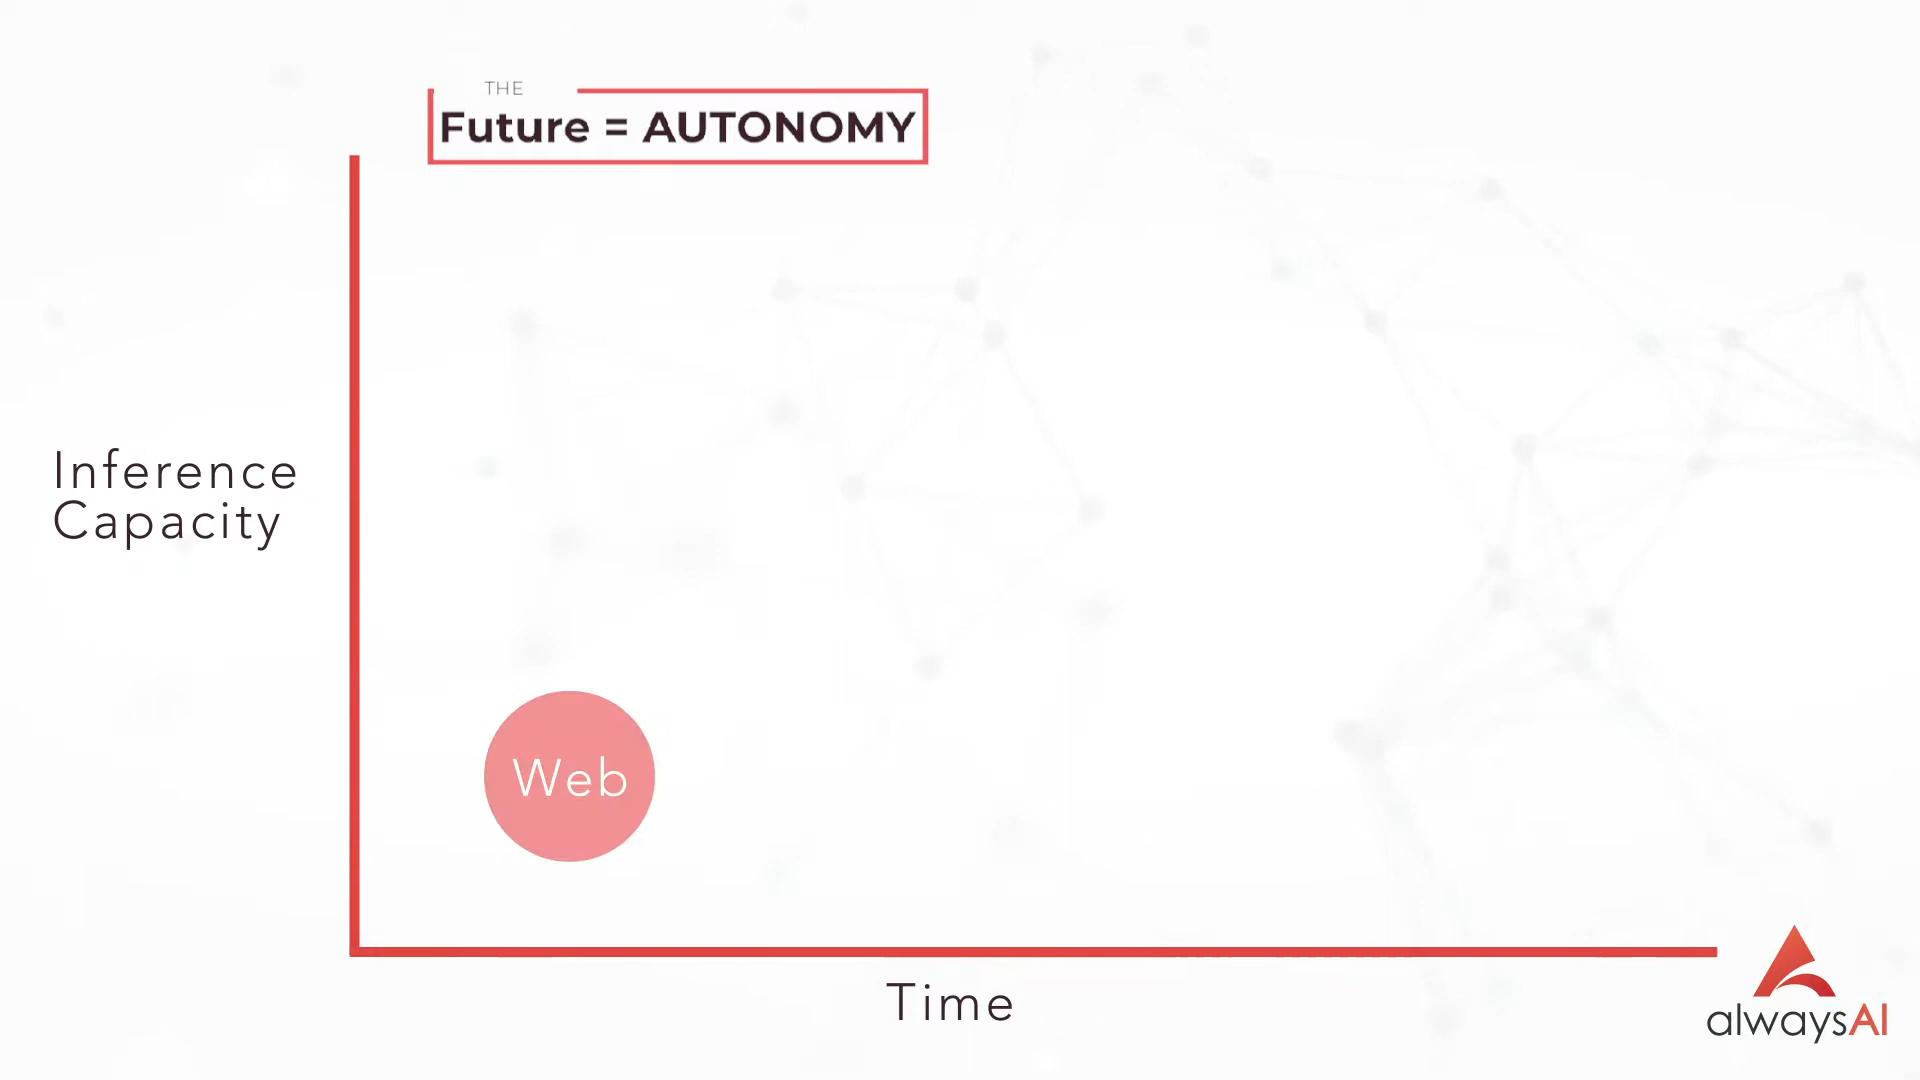 THE
Future = AUTONOMY
Inference
Capacity
Web
Time
alwaysAI